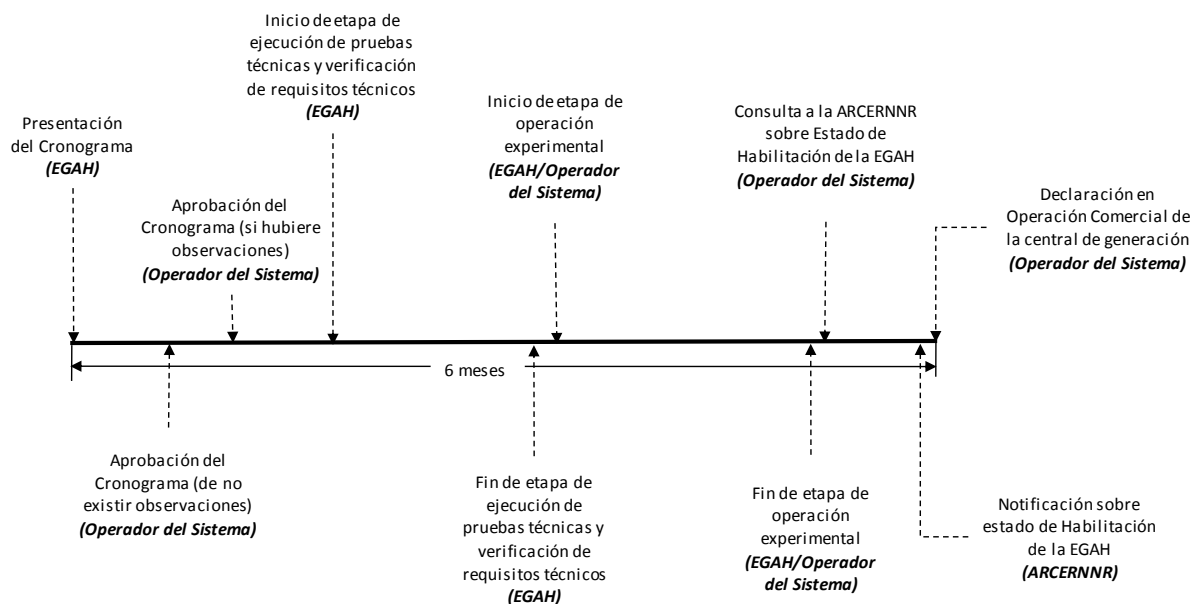 Inicio de etapa de
ejecución de pruebas
técnicas y verificación
de requisitos técnicos
(EGAH)
Presentación
del Cronograma
(EGAH)
Aprobación del
Cronograma (si hubiere
observaciones)
(Operador del Sistema)
Inicio de etapa de
operación
experimental
(EGAH/Operador
del Sistema)
Consulta a la ARCERNNR
sobre Estado de
Habilitación de la EGAH
(Operador del Sistema)
Declaración en
Operación Comercial de
la central de generación
(Operador del Sistema)
6 meses
Aprobación del
Cronograma (de no
existir observaciones)
(Operador del Sistema)
Fin de etapa de
ejecución de
pruebas técnicas y
verificación de
requisitos técnicos
(EGAH)
Fin de etapa de
operación
experimental
(EGAH/Operador
del Sistema)
Notificación sobre
estado de Habilitación
de la EGAH
(ARCERNNR)